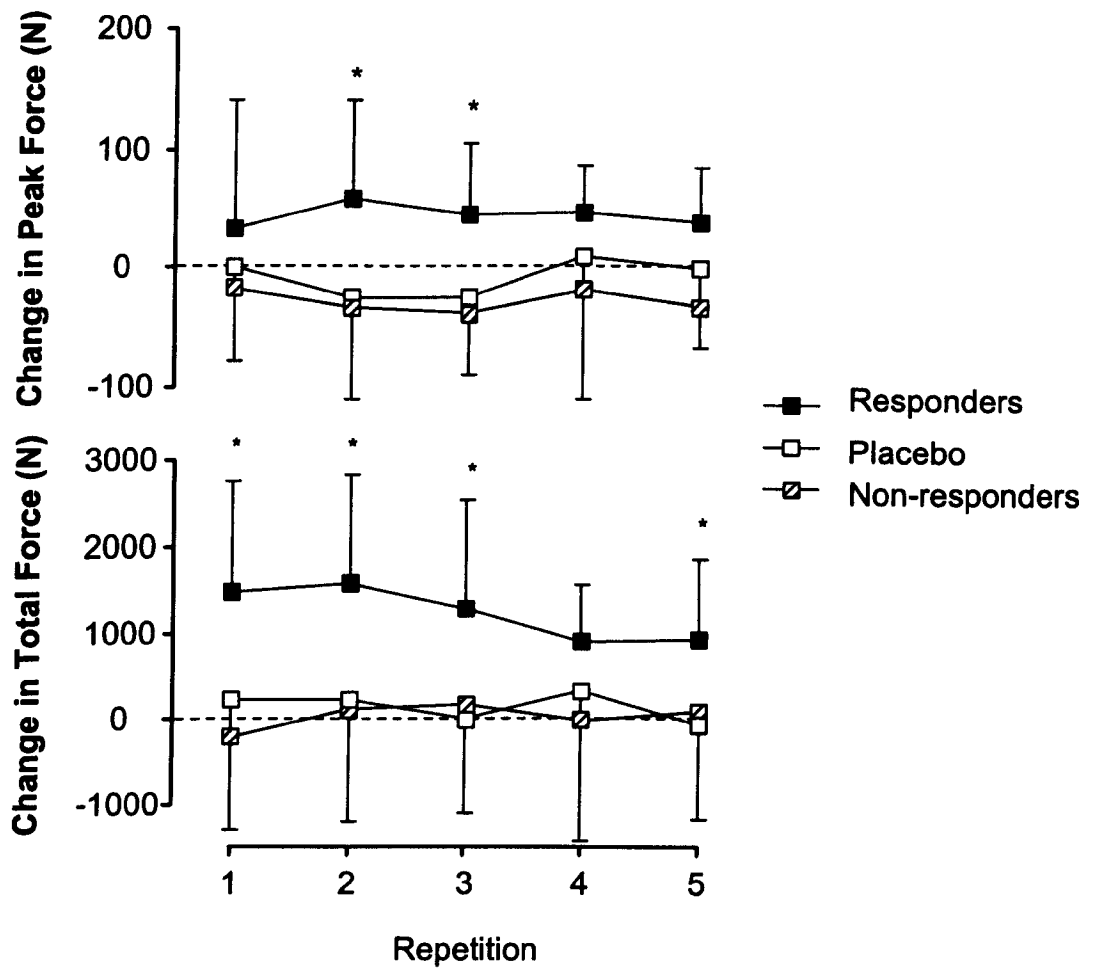 Change in Peak Force (N)
200
100
0
-100
*
*
Change in Total Force (N)
3000
2000
1000
0
-1000
*
*
*
*
1 2 3 4 5
Repetition
Responders
Placebo
Non-responders